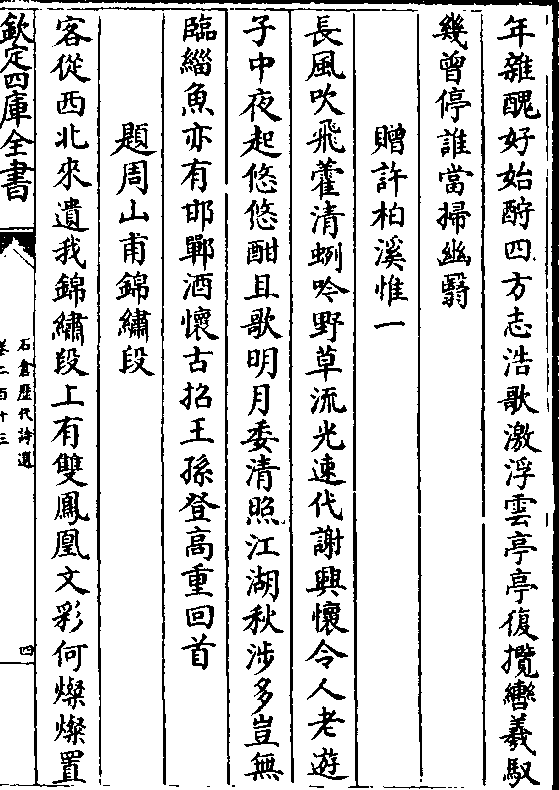 年雜醜好始酧四方志浩歌激浮雲亭亭復攬轡羲馭
幾曾停誰當掃幽翳
贈許柏溪惟一
長風吹飛藿清蛚吟野草流光速代謝興懷令人老遊
子中夜起悠悠酣且歌明月委清照江湖秋涉多豈無
臨緇魚亦有邯鄲酒懷古招王孫登高重回首
題周山甫錦繡段
客從西北來遺我錦繡段上有雙鳳凰文彩何燦燦置
欽定四庫全書
石倉歷代詩選
卷二百十三
四